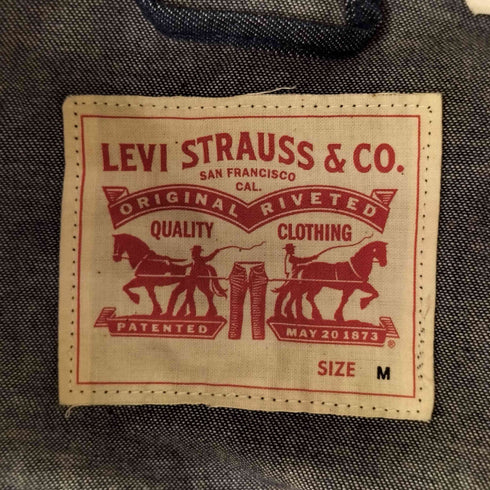 LEVI STRAUSS & CO.
SAN FRANCISCO
CAL.
ORIGINAL RIVETED
QUALITY CLOTHING
PATENTED MAY 20 1873
®
SIZE M